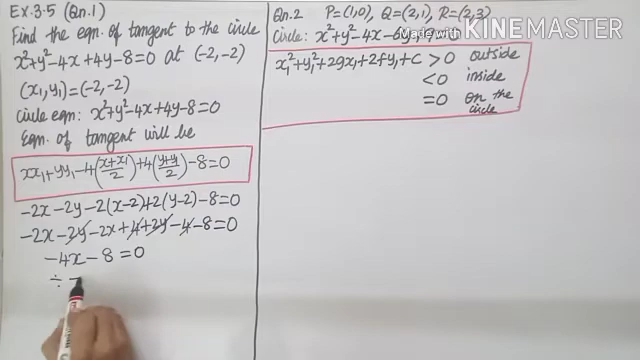 Ex.3.5 (Qn.1)
Find the eqn. of tangent to the circle
x²+y²-4x+4y-8=0 at (-2,-2)
(x₁,y₁)=(-2,-2)
circle eqn: x²+y²-4x+4y-8=0
Eqn. of tangent will be
xx₁+yy₁-4((x+x₁)/2)+4((y+y₁)/2)-8=0
-2x-2y-2(x-2)+2(y-2)-8=0
-2x-2y-2x+4+2y-4-8=0
-4x-8=0
÷ -
Qn.2 P=(1,0), Q=(2,1), R=(2,3)
Circle: x²+y²-4x-6y
x₁²+y₁²+2gx₁+2fy₁+c >0 outside
<0 inside
=0 on the circle
Made with KINEMASTER